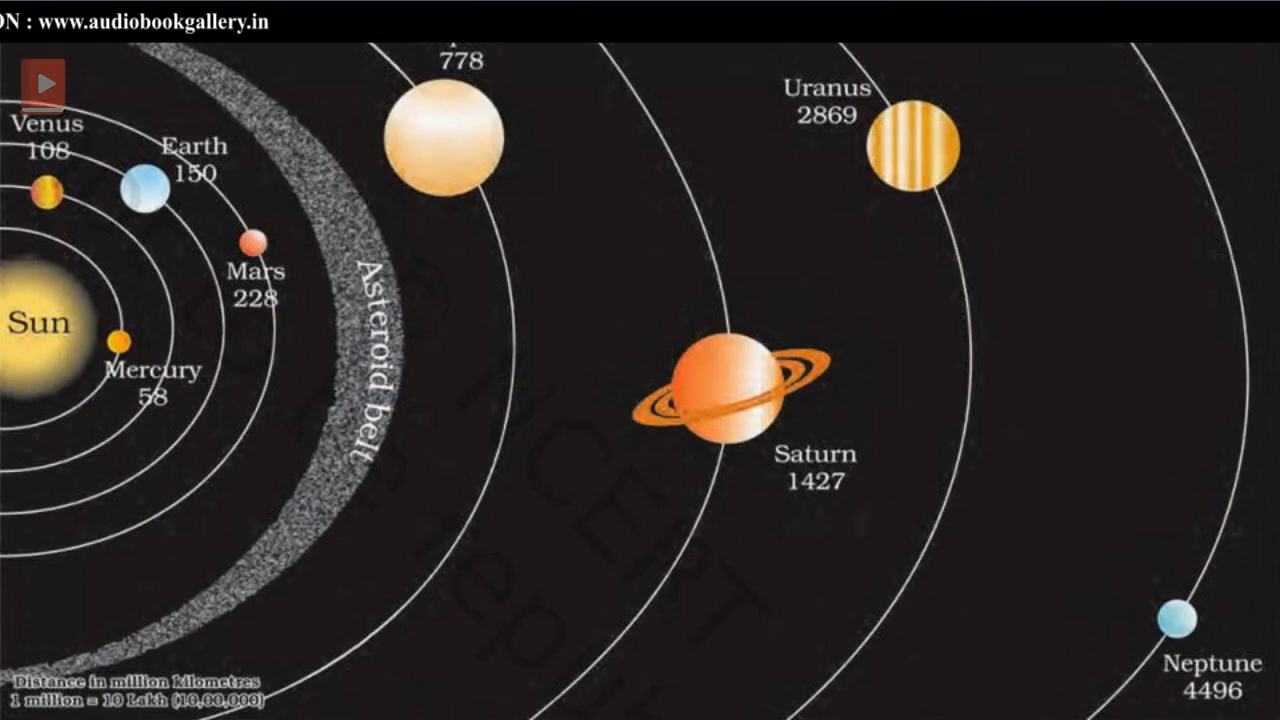 ON : www.audiobookgallery.in
778
Uranus
2869
Venus
108
Earth
150
Mars
228
Sun
Mercury
58
Asteroid belt
Saturn
1427
Neptune
4496
Distance in million kilometres
1 million = 10 Lakh (10,00,000)
© NCERT